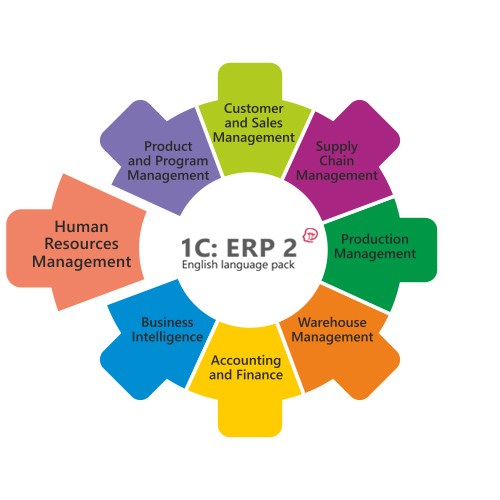 Customer
and Sales
Management
Product
and Program
Management
Supply
Chain
Management
Human
Resources
Management
1C: ERP 2
English language pack
Production
Management
Business
Intelligence
Warehouse
Management
Accounting
and Finance